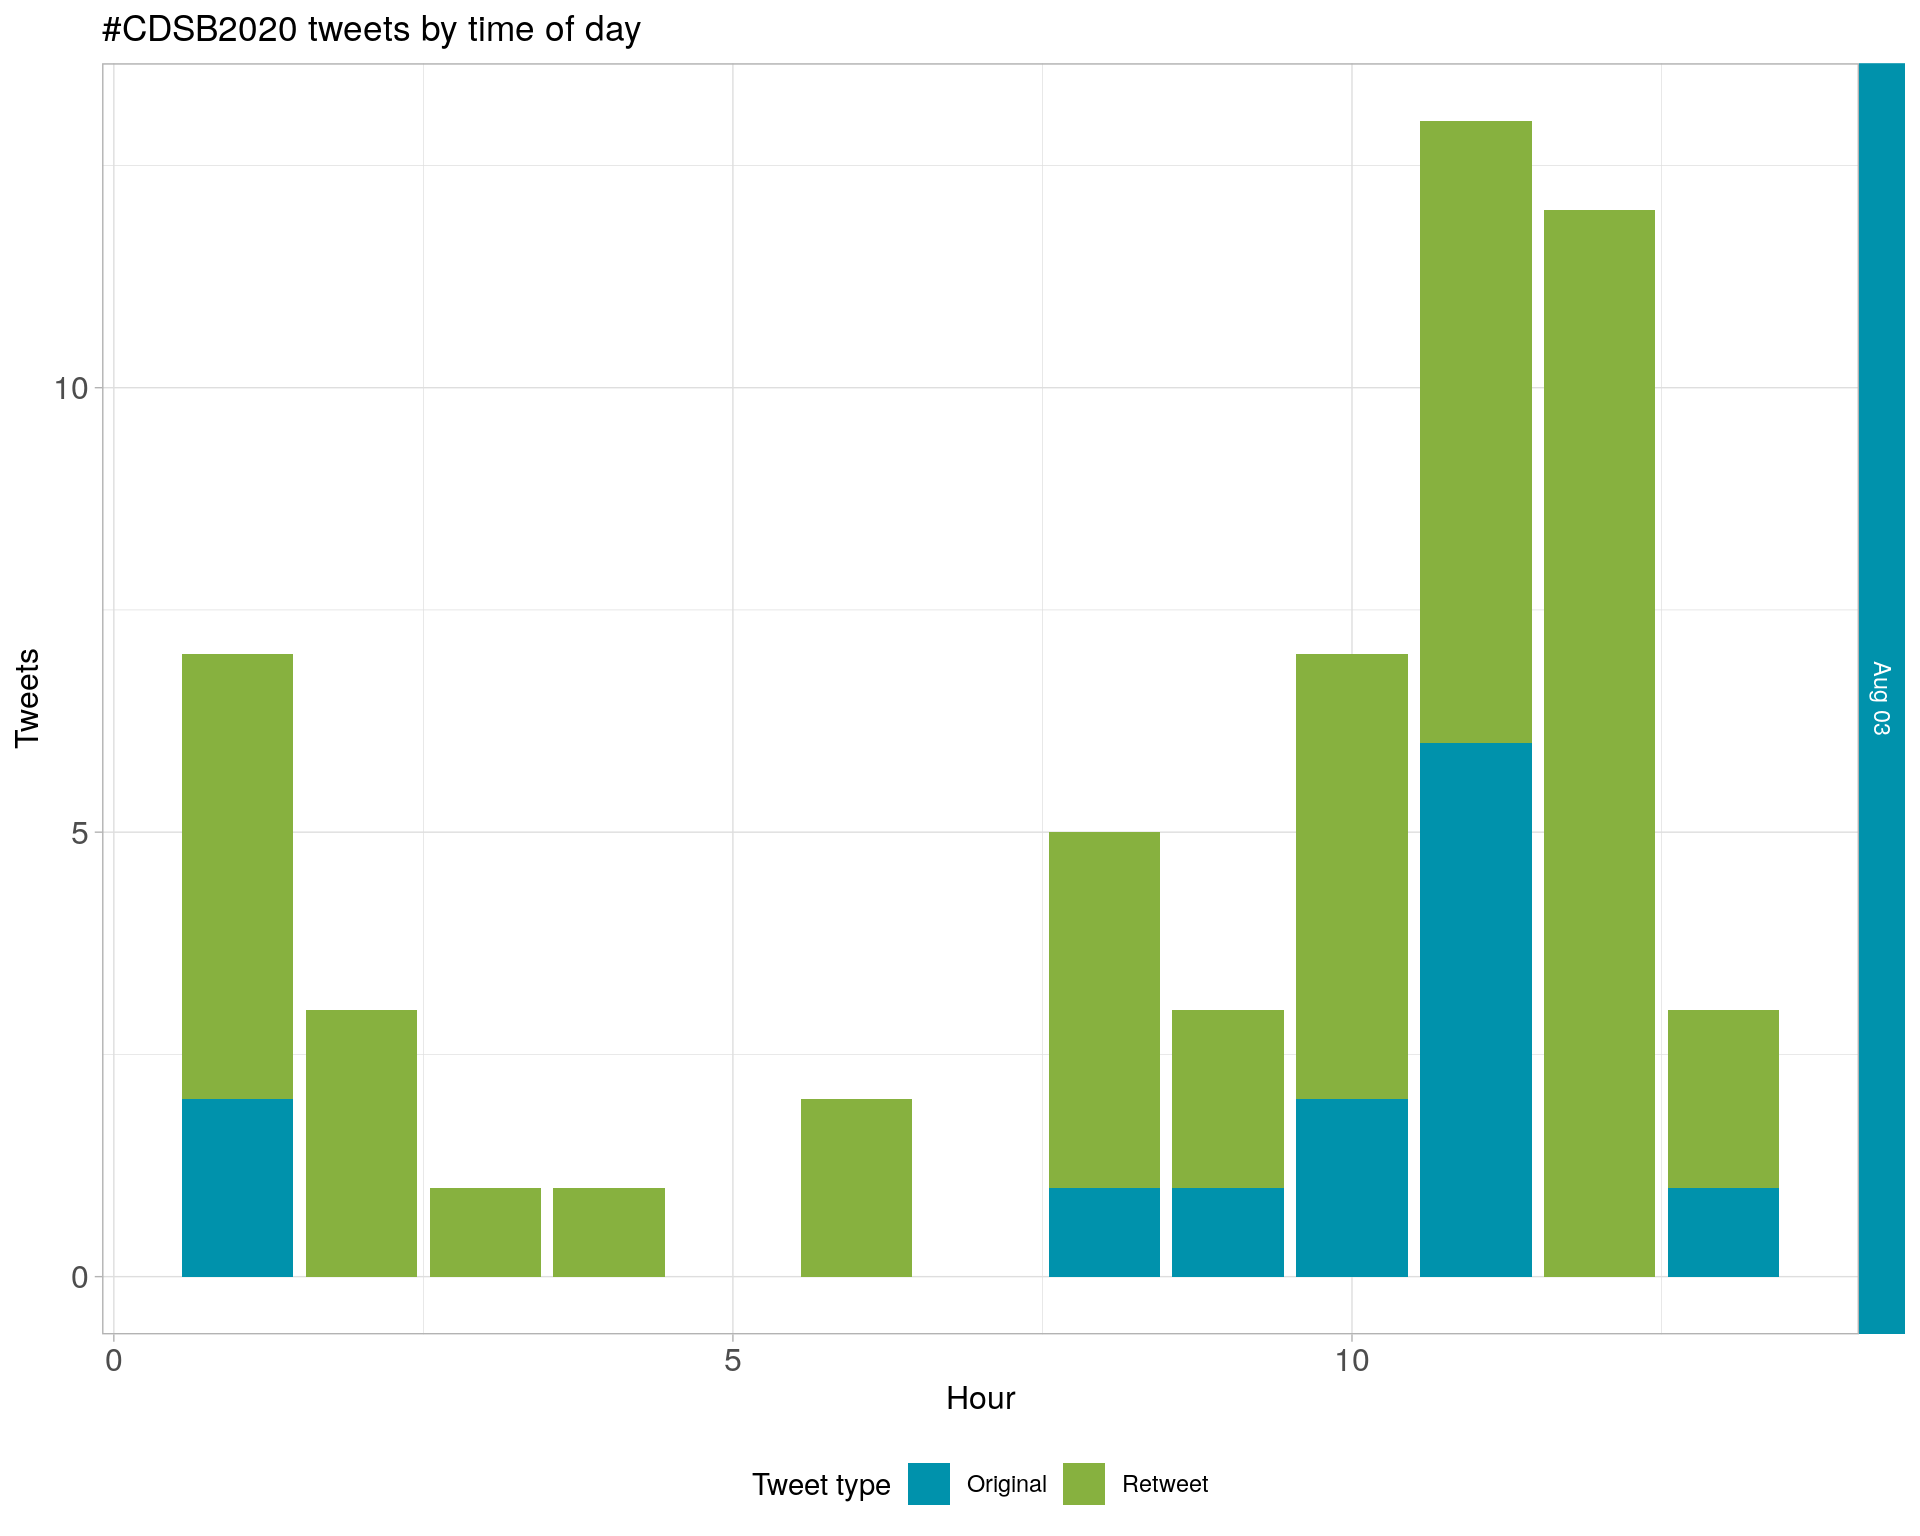 #CDSB2020 tweets by time of day
Tweets
10
5
0
Aug 03
0 5 10
Hour
Tweet type Original Retweet